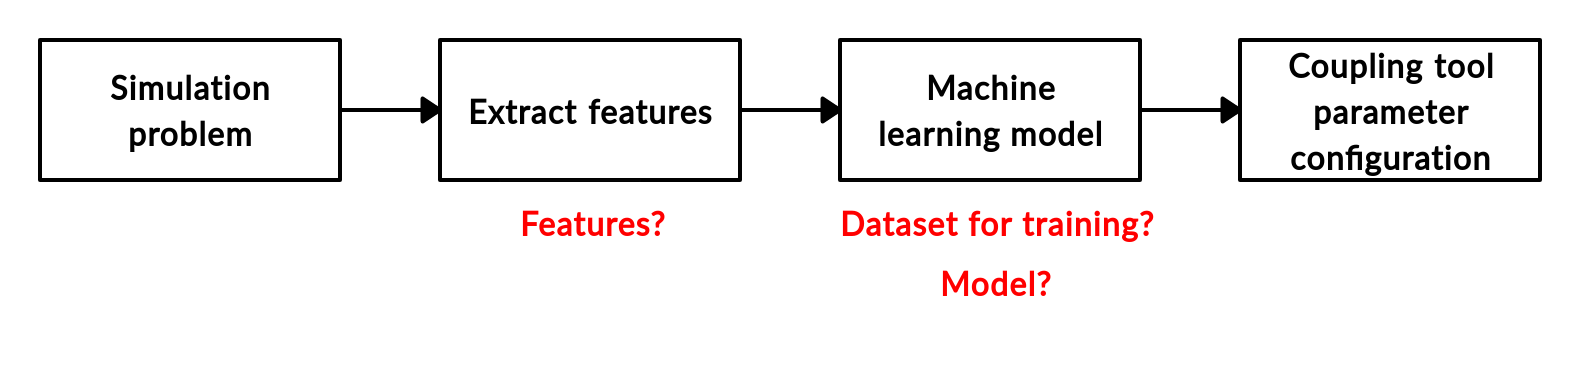 Simulation
problem
Extract features
Machine
learning model
Coupling tool
parameter
configuration
Features?
Dataset for training?
Model?